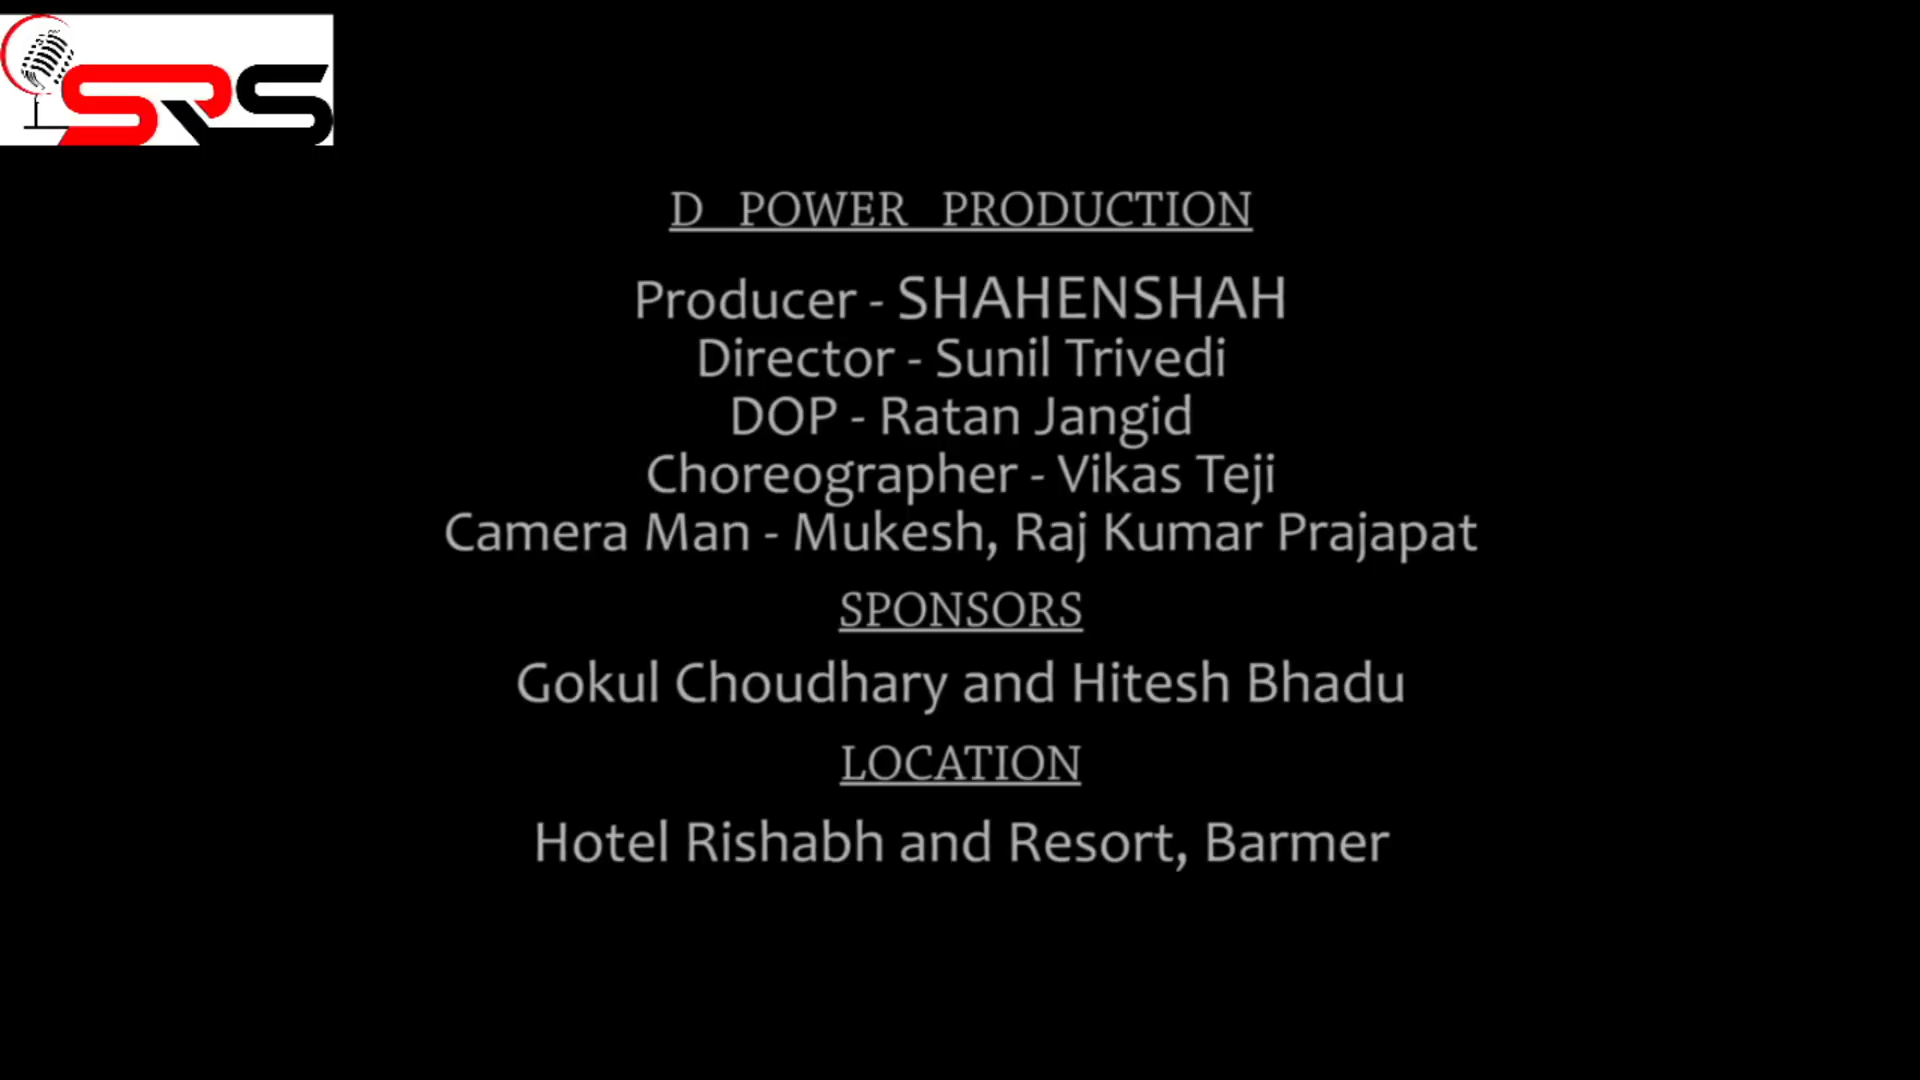 SRS
D POWER PRODUCTION
Producer - SHAHENSHAH
Director - Sunil Trivedi
DOP - Ratan Jangid
Choreographer - Vikas Teji
Camera Man - Mukesh, Raj Kumar Prajapat
SPONSORS
Gokul Choudhary and Hitesh Bhadu
LOCATION
Hotel Rishabh and Resort, Barmer